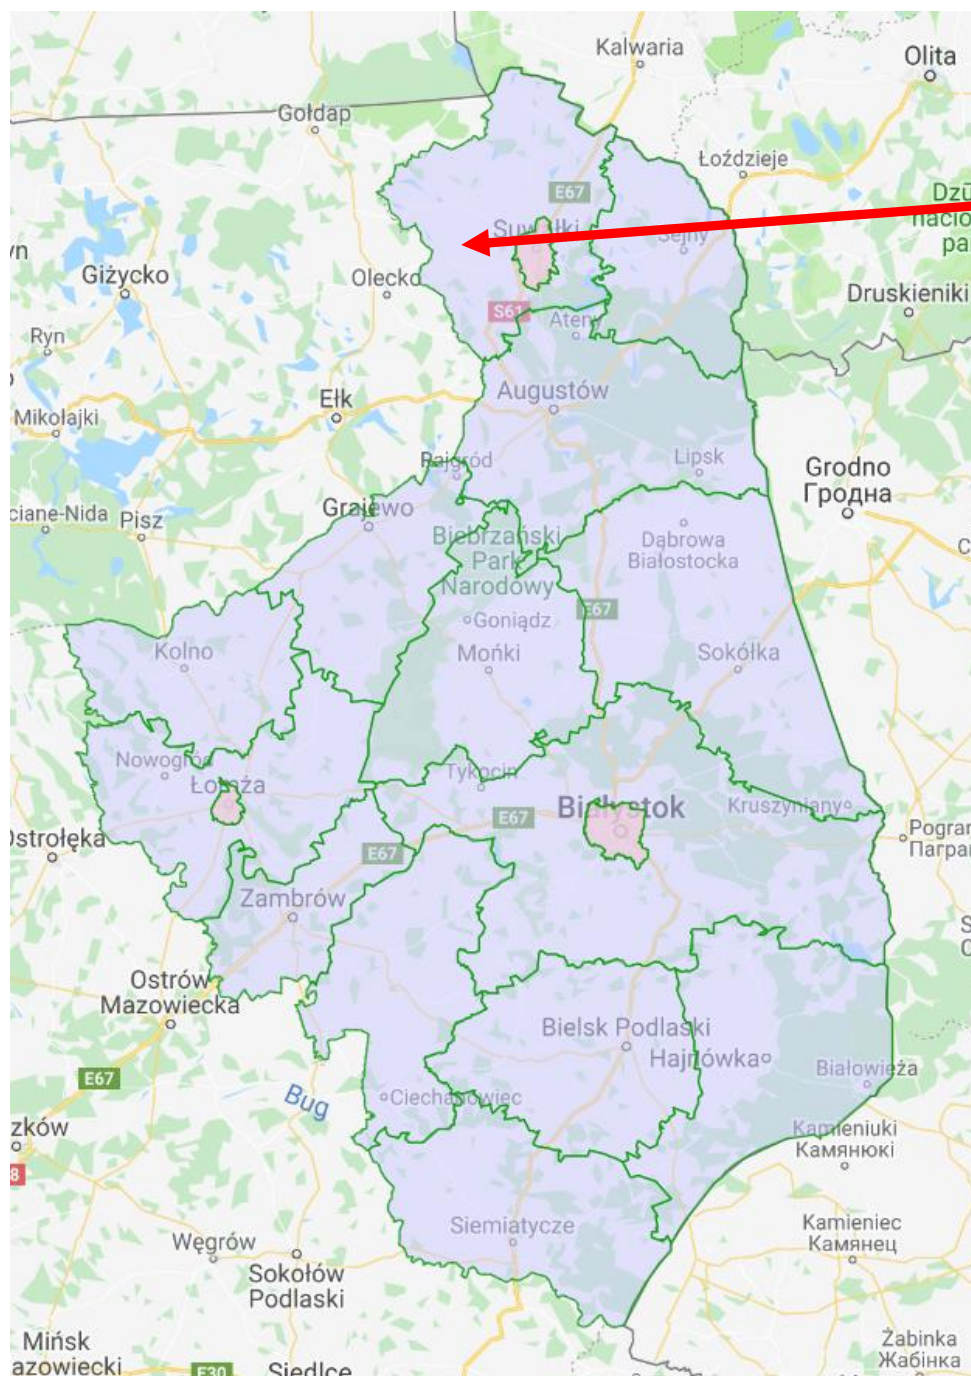 Kalwaria
Olita
Gołdap
Łoździeje
E67
Suwałki
Sejny
Giżycko
Olecko
Druskieniki
S61
Ryn
Ełk
Augustów
Mikołajki
Rajgród
Lipsk
Grodno
Гродна
Grajewo
Pisz
Biebrzański
Park
Narodowy
Dąbrowa
Białostocka
E67
Goniądz
Kolno
Mońki
Sokółka
Nowogród
Łomża
Tykocin
Białystok
Kruszyniany
E67
E67
Zambrów
Ostrów
Mazowiecka
Bielsk Podlaski
Hajnówka
Białowieża
E67
Bug
Ciechanowiec
Kamieniuki
Камянюкі
Siemiatycze
Kamieniec
Камянец
Węgrów
Sokołów
Podlaski
Mińsk
Żabinka
Жабінка
E30
Siedlce